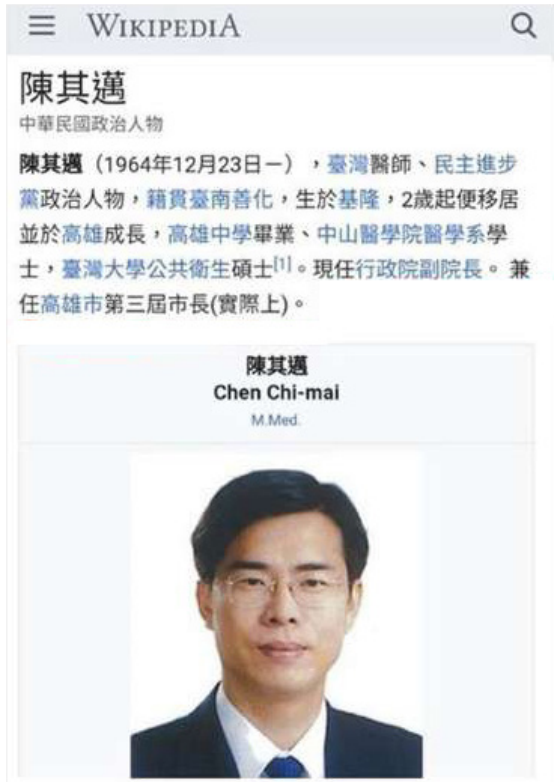 WIKIPEDIA
陳其邁
中華民國政治人物
陳其邁（1964年12月23日－），臺灣醫師、民主進步
黨政治人物，籍貫臺南善化，生於基隆，2歲起便移居
並於高雄成長，高雄中學畢業、中山醫學院醫學系學
士，臺灣大學公共衛生碩士[1]。現任行政院副院長。 兼
任高雄市第三屆市長(實際上)。
陳其邁
Chen Chi-mai
M.Med.